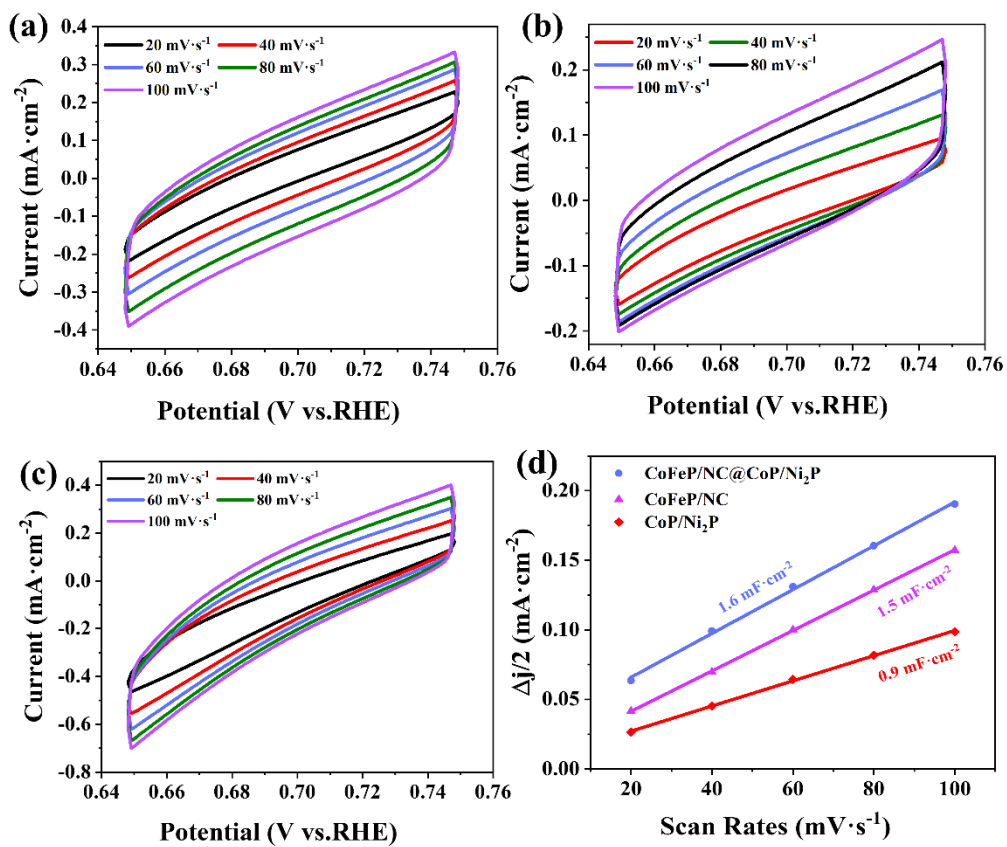 (a)
20 mV·s⁻¹ 40 mV·s⁻¹
60 mV·s⁻¹ 80 mV·s⁻¹
100 mV·s⁻¹
0.4
0.3
0.2
0.1
0.0
-0.1
-0.2
-0.3
-0.4
Current (mA·cm⁻²)
0.64 0.66 0.68 0.70 0.72 0.74 0.76
Potential (V vs.RHE)
(b)
20 mV·s⁻¹ 40 mV·s⁻¹
60 mV·s⁻¹ 80 mV·s⁻¹
100 mV·s⁻¹
0.2
0.1
0.0
-0.1
-0.2
Current (mA·cm⁻²)
0.64 0.66 0.68 0.70 0.72 0.74 0.76
Potential (V vs.RHE)
(c)
20 mV·s⁻¹ 40 mV·s⁻¹
60 mV·s⁻¹ 80 mV·s⁻¹
100 mV·s⁻¹
0.4
0.2
0.0
-0.2
-0.4
-0.6
-0.8
Current (mA·cm⁻²)
0.64 0.66 0.68 0.70 0.72 0.74 0.76
Potential (V vs.RHE)
(d)
CoFeP/NC@CoP/Ni₂P
CoFeP/NC
CoP/Ni₂P
0.20
0.15
0.10
0.05
0.00
Δj/2 (mA·cm⁻²)
1.6 mF·cm⁻²
1.5 mF·cm⁻²
0.9 mF·cm⁻²
20 40 60 80 100
Scan Rates (mV·s⁻¹)